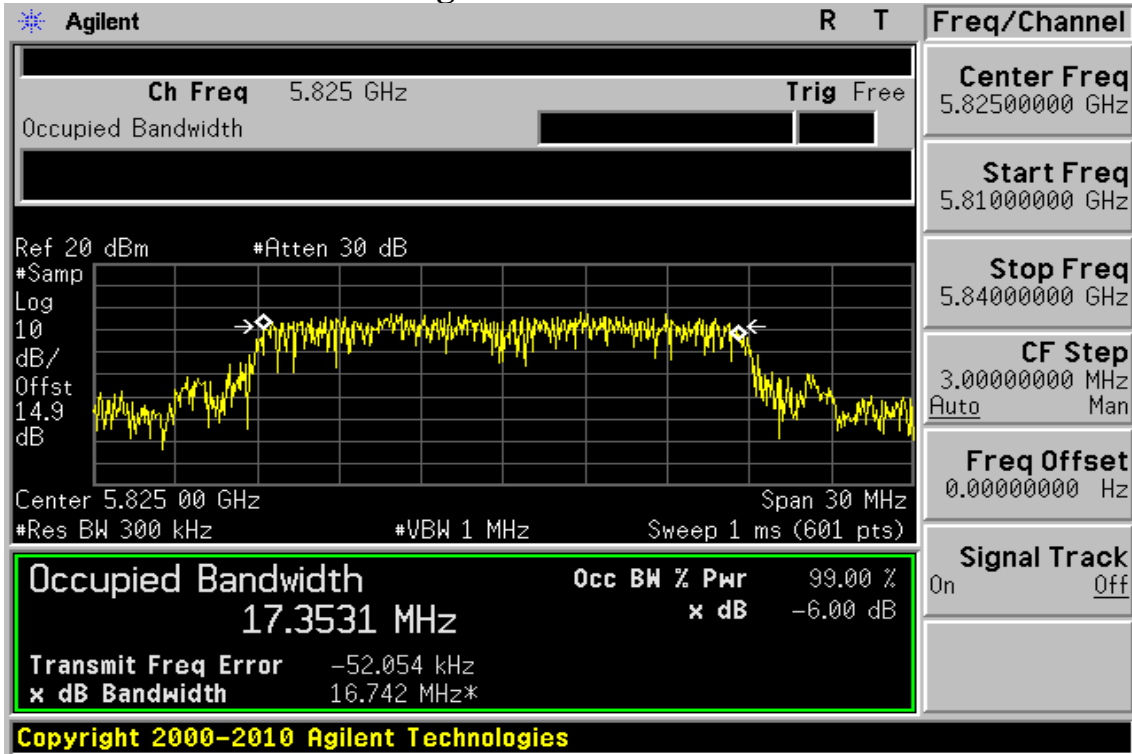 Agilent R T Freq/Channel
Ch Freq 5.825 GHz Trig Free
Occupied Bandwidth
Center Freq
5.82500000 GHz
Start Freq
5.81000000 GHz
Stop Freq
5.84000000 GHz
CF Step
3.00000000 MHz
Auto Man
Freq Offset
0.00000000 Hz
Signal Track
On Off
Ref 20 dBm #Atten 30 dB
#Samp
Log
10
dB/
Offst
14.9
dB
Center 5.825 00 GHz Span 30 MHz
#Res BW 300 kHz #VBW 1 MHz Sweep 1 ms (601 pts)
Occupied Bandwidth Occ BW % Pwr 99.00 %
17.3531 MHz x dB -6.00 dB
Transmit Freq Error -52.054 kHz
x dB Bandwidth 16.742 MHz*
Copyright 2000-2010 Agilent Technologies